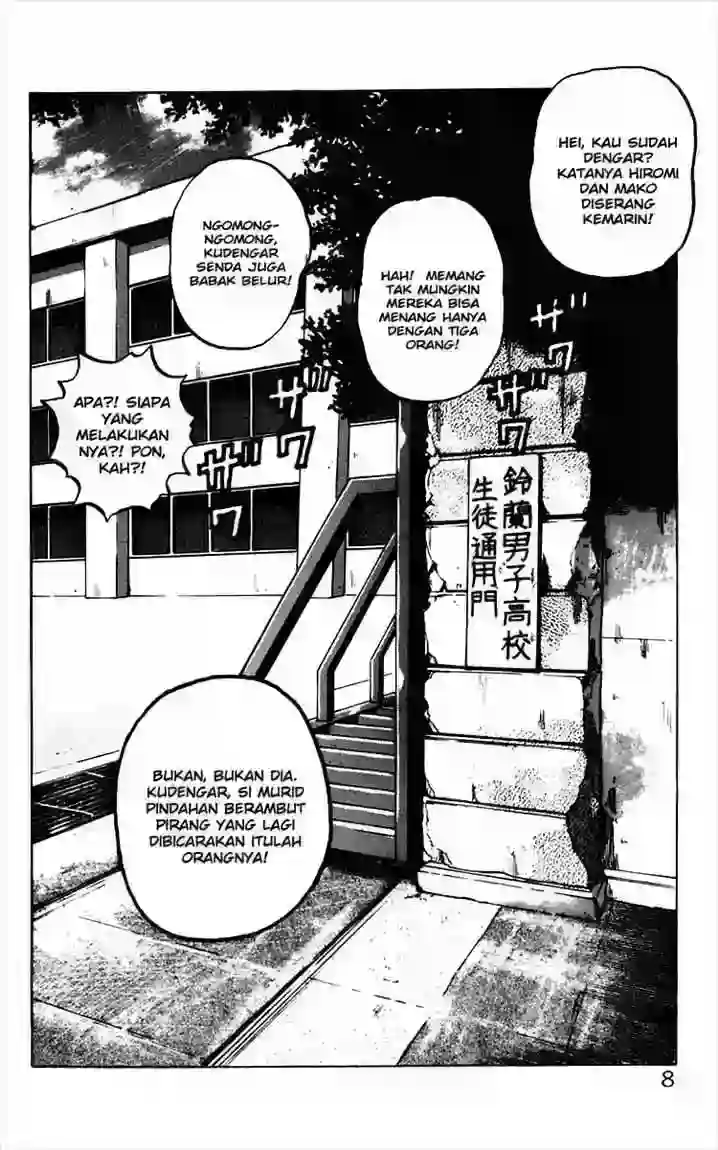 HEI, KAU SUDAH
DENGAR?
KATANYA HIROMI
DAN MAKO
DISERANG
KEMARIN!
HAH! MEMANG
TAK MUNGKIN
MEREKA BISA
MENANG HANYA
DENGAN TIGA
ORANG!
NGOMONG-
NGOMONG,
KUDENGAR
SENDA JUGA
BABAK BELUR!
APA?! SIAPA
YANG
MELAKUKAN
NYA?! PON,
KAH?!
ザワ
ザワ
ザワ
ザワ
鈴蘭男子高校
生徒通用門
BUKAN, BUKAN DIA.
KUDENGAR, SI MURID
PINDAHAN BERAMBUT
PIRANG YANG LAGI
DIBICARAKAN ITULAH
ORANGNYA!
8